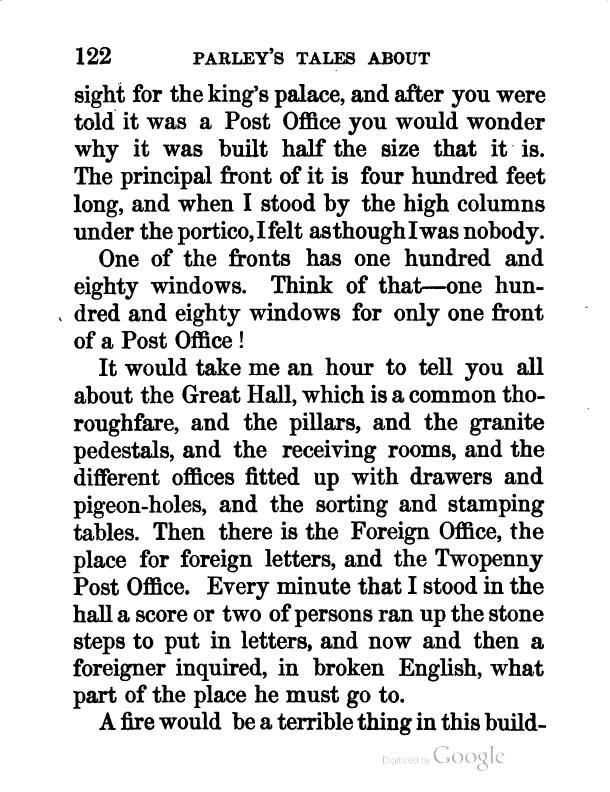 122 PARLEY'S TALES ABOUT
sight for the king's palace, and after you were
told it was a Post Office you would wonder
why it was built half the size that it is.
The principal front of it is four hundred feet
long, and when I stood by the high columns
under the portico, I felt as though I was nobody.
One of the fronts has one hundred and
eighty windows. Think of that—one hun-
dred and eighty windows for only one front
of a Post Office!
It would take me an hour to tell you all
about the Great Hall, which is a common tho-
roughfare, and the pillars, and the granite
pedestals, and the receiving rooms, and the
different offices fitted up with drawers and
pigeon-holes, and the sorting and stamping
tables. Then there is the Foreign Office, the
place for foreign letters, and the Twopenny
Post Office. Every minute that I stood in the
hall a score or two of persons ran up the stone
steps to put in letters, and now and then a
foreigner inquired, in broken English, what
part of the place he must go to.
A fire would be a terrible thing in this build-
Digitized by Google